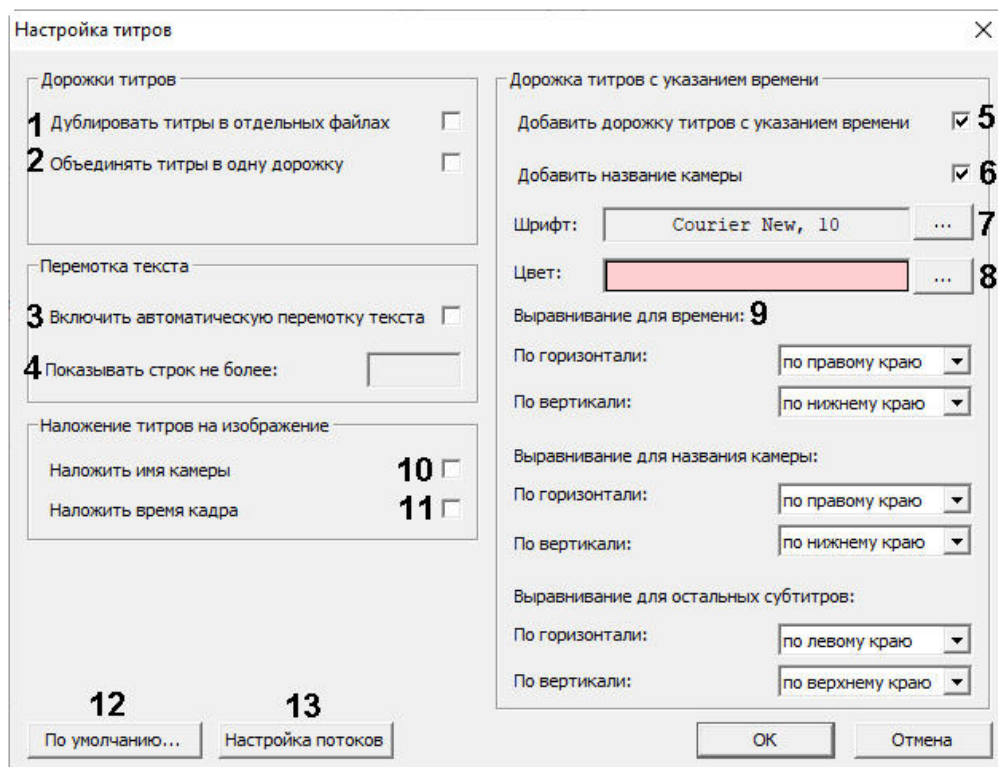 Настройка титров
Дорожки титров
1 Дублировать титры в отдельных файлах
2 Объединять титры в одну дорожку
Перемотка текста
3 Включить автоматическую перемотку текста
4 Показывать строк не более:
Наложение титров на изображение
Наложить имя камеры 10
Наложить время кадра 11
Дорожка титров с указанием времени
Добавить дорожку титров с указанием времени 5
Добавить название камеры 6
Шрифт: Courier New, 10 ... 7
Цвет: ... 8
Выравнивание для времени: 9
По горизонтали: по правому краю
По вертикали: по нижнему краю
Выравнивание для названия камеры:
По горизонтали: по правому краю
По вертикали: по нижнему краю
Выравнивание для остальных субтитров:
По горизонтали: по левому краю
По вертикали: по верхнему краю
12 13
По умолчанию... Настройка потоков OK Отмена